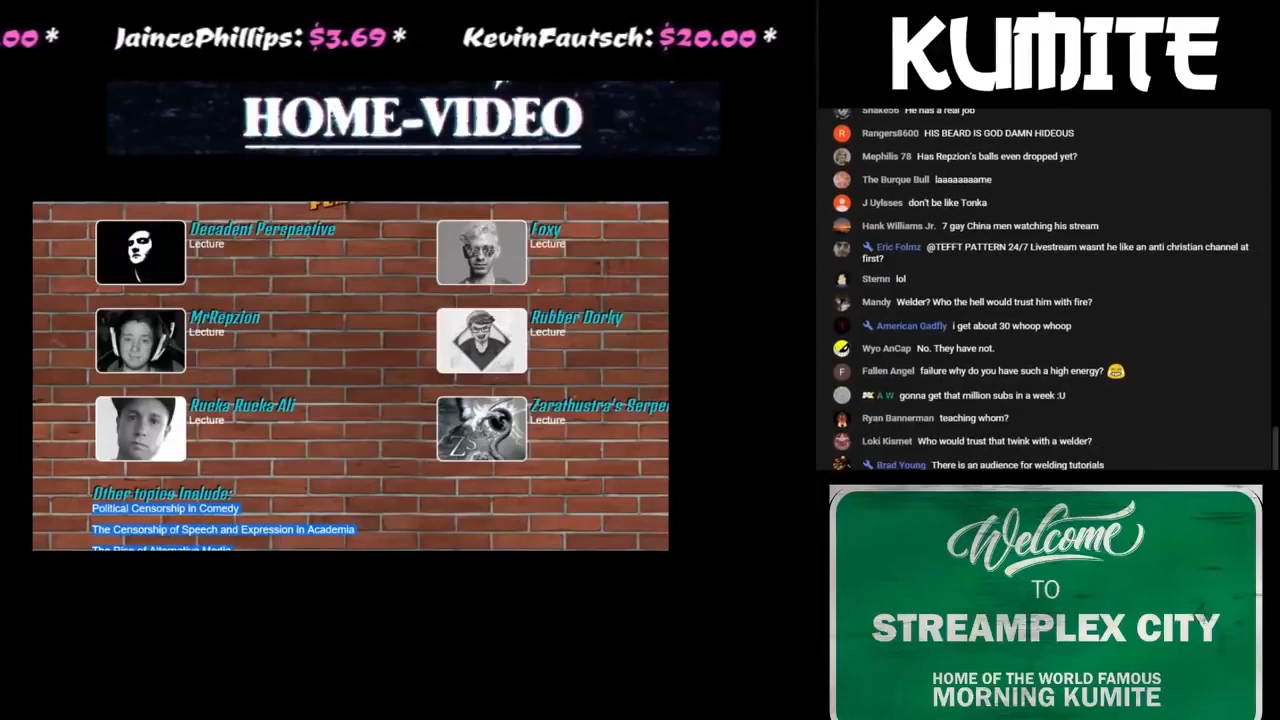 .00 * JaincePhillips: $3.69 * KevinFautsch: $20.00 *
HOME-VIDEO
Decadent Perspective
Lecture
Foxy
Lecture
MrRepzion
Lecture
Rubber Dorky
Lecture
Rucka Rucka Ali
Lecture
Zarathustra's Serpe
Lecture
ZS
Other topics Include:
Political Censorship in Comedy
The Censorship of Speech and Expression in Academia
The Rise of Alternative Media
KUMITE
Snake56 He has a real job
R Rangers8600 HIS BEARD IS GOD DAMN HIDEOUS
Mephilis 78 Has Repzion's balls even dropped yet?
The Burque Bull laaaaaaaame
J Uylsses don't be like Tonka
Hank Williams Jr. 7 gay China men watching his stream
Eric Folmz @TEFFT PATTERN 24/7 Livestream wasnt he like an anti christian channel at
first?
Sternn lol
Mandy Welder? Who the hell would trust him with fire?
American Gadfly i get about 30 whoop whoop
Wyo AnCap No. They have not.
F Fallen Angel failure why do you have such a high energy? 😂
A W gonna get that million subs in a week :U
Ryan Bannerman teaching whom?
Loki Kismet Who would trust that twink with a welder?
Brad Young There is an audience for welding tutorials
Welcome
TO
STREAMPLEX CITY
HOME OF THE WORLD FAMOUS
MORNING KUMITE